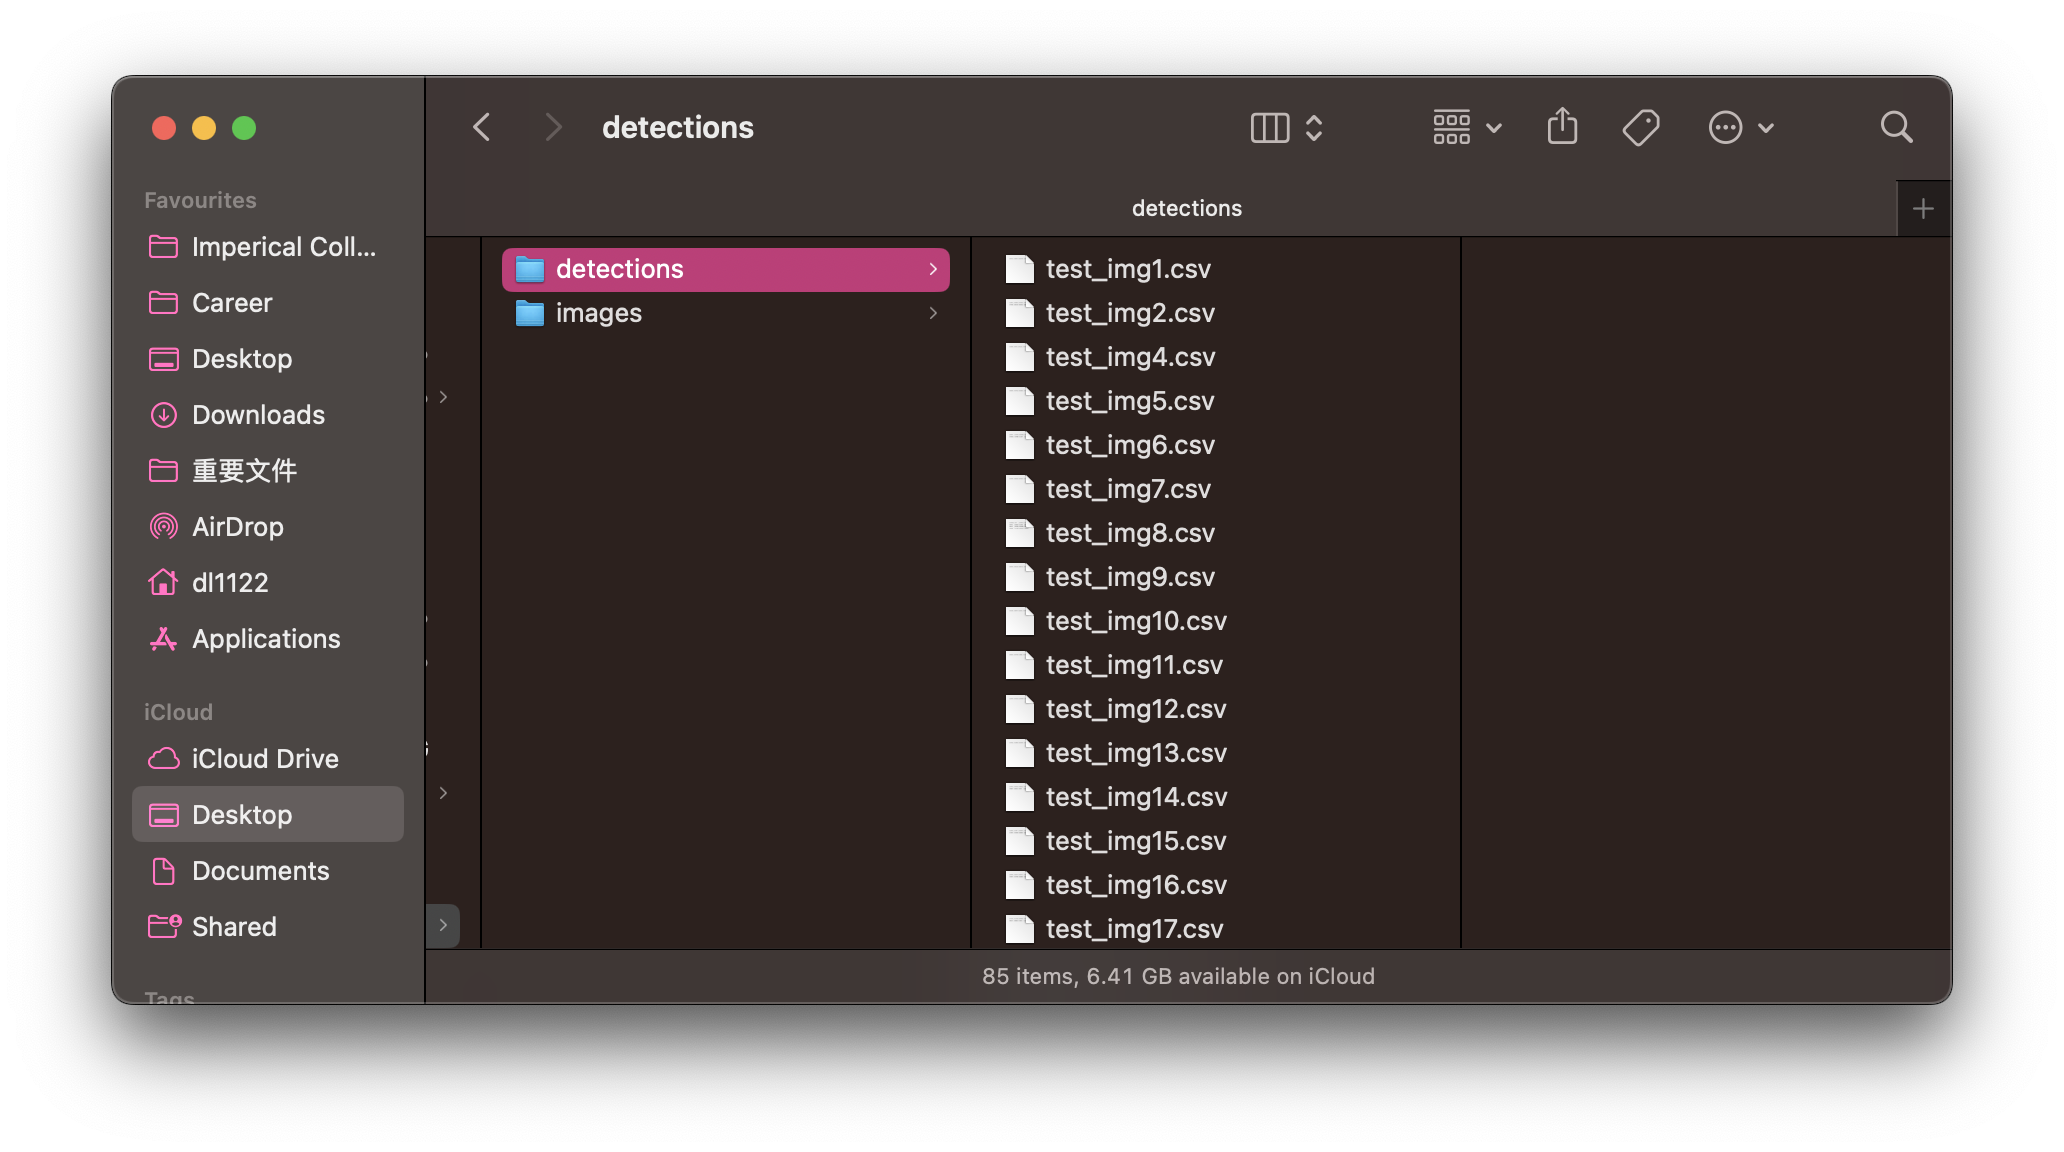 detections
detections
Favourites
Imperical Coll...
Career
Desktop
Downloads
重要文件
AirDrop
dl1122
Applications
iCloud
iCloud Drive
Desktop
Documents
Shared
Tags
detections
images
test_img1.csv
test_img2.csv
test_img4.csv
test_img5.csv
test_img6.csv
test_img7.csv
test_img8.csv
test_img9.csv
test_img10.csv
test_img11.csv
test_img12.csv
test_img13.csv
test_img14.csv
test_img15.csv
test_img16.csv
test_img17.csv
85 items, 6.41 GB available on iCloud